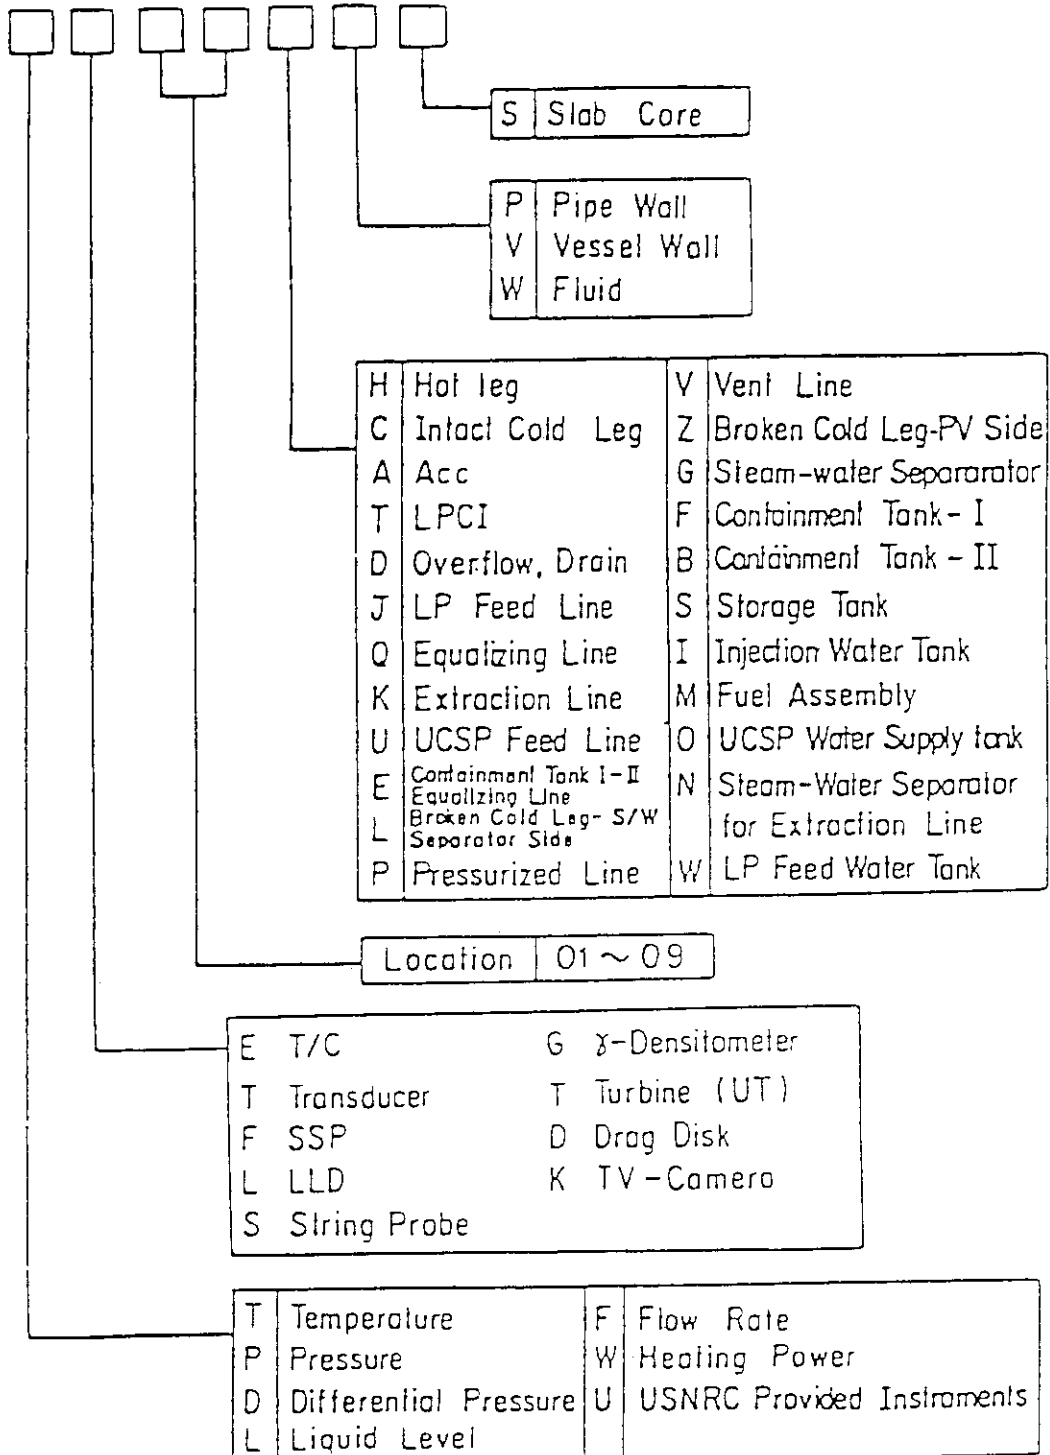 S Slab Core
P Pipe Wall
V Vessel Wall
W Fluid
H Hot leg
C Intact Cold Leg
A Acc
T LPCI
D Overflow, Drain
J LP Feed Line
Q Equalizing Line
K Extraction Line
U UCSP Feed Line
E Containment Tank I-II
Equalizing Line
L Broken Cold Leg- S/W
Separator Side
P Pressurized Line
V Vent Line
Z Broken Cold Leg-PV Side
G Steam-water Separarator
F Containment Tank - I
B Containment Tank - II
S Storage Tank
I Injection Water Tank
M Fuel Assembly
O UCSP Water Supply tank
N Steam-Water Separator
for Extraction Line
W LP Feed Water Tank
Location 01 ~ 09
E T/C
T Transducer
F SSP
L LLD
S String Probe
G γ-Densitometer
T Turbine (UT)
D Drag Disk
K TV-Camera
T Temperature
P Pressure
D Differential Pressure
L Liquid Level
F Flow Rate
W Heating Power
U USNRC Provided Instraments